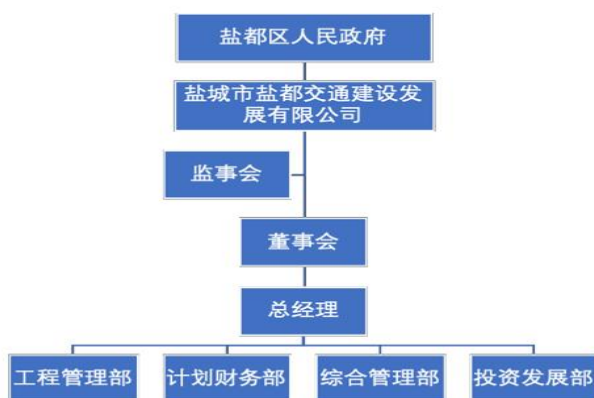 盐都区人民政府
盐城市盐都交通建设发
展有限公司
监事会
董事会
总经理
工程管理部
计划财务部
综合管理部
投资发展部